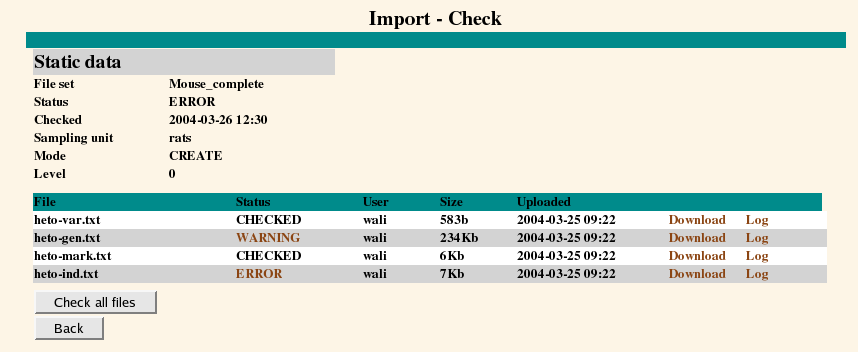 Import - Check
Static data
File set Mouse_complete
Status ERROR
Checked 2004-03-26 12:30
Sampling unit rats
Mode CREATE
Level 0
File Status User Size Uploaded
heto-var.txt CHECKED wali 583b 2004-03-25 09:22 Download Log
heto-gen.txt WARNING wali 234Kb 2004-03-25 09:22 Download Log
heto-mark.txt CHECKED wali 6Kb 2004-03-25 09:22 Download Log
heto-ind.txt ERROR wali 7Kb 2004-03-25 09:22 Download Log
Check all files
Back